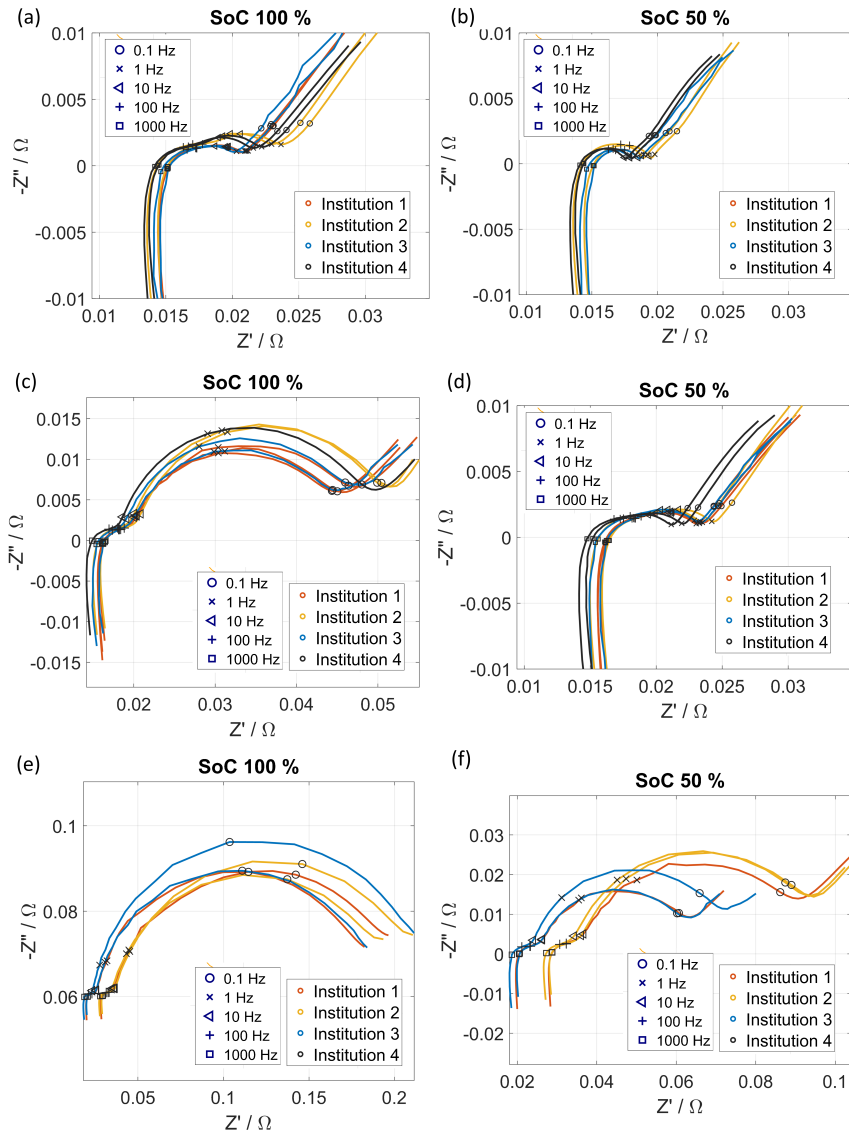 (a)
SoC 100 %
0.01
0.005
0
-0.005
-0.01
-Z'' / Ω
0.1 Hz
1 Hz
10 Hz
100 Hz
1000 Hz
Institution 1
Institution 2
Institution 3
Institution 4
0.01 0.015 0.02 0.025 0.03
Z' / Ω
(b)
SoC 50 %
0.01
0.005
0
-0.005
-0.01
-Z'' / Ω
0.1 Hz
1 Hz
10 Hz
100 Hz
1000 Hz
Institution 1
Institution 2
Institution 3
Institution 4
0.01 0.015 0.02 0.025 0.03
Z' / Ω
(c)
SoC 100 %
0.015
0.01
0.005
0
-0.005
-0.01
-0.015
-Z'' / Ω
0.1 Hz
1 Hz
10 Hz
100 Hz
1000 Hz
Institution 1
Institution 2
Institution 3
Institution 4
0.02 0.03 0.04 0.05
Z' / Ω
(d)
SoC 50 %
0.01
0.005
0
-0.005
-0.01
-Z'' / Ω
0.1 Hz
1 Hz
10 Hz
100 Hz
1000 Hz
Institution 1
Institution 2
Institution 3
Institution 4
0.01 0.015 0.02 0.025 0.03
Z' / Ω
(e)
SoC 100 %
0.1
0.08
0.06
-Z'' / Ω
0.1 Hz
1 Hz
10 Hz
100 Hz
1000 Hz
Institution 1
Institution 2
Institution 3
Institution 4
0.05 0.1 0.15 0.2
Z' / Ω
(f)
SoC 50 %
0.03
0.02
0.01
0
-0.01
-0.02
-Z'' / Ω
0.1 Hz
1 Hz
10 Hz
100 Hz
1000 Hz
Institution 1
Institution 2
Institution 3
Institution 4
0.02 0.04 0.06 0.08 0.1
Z' / Ω